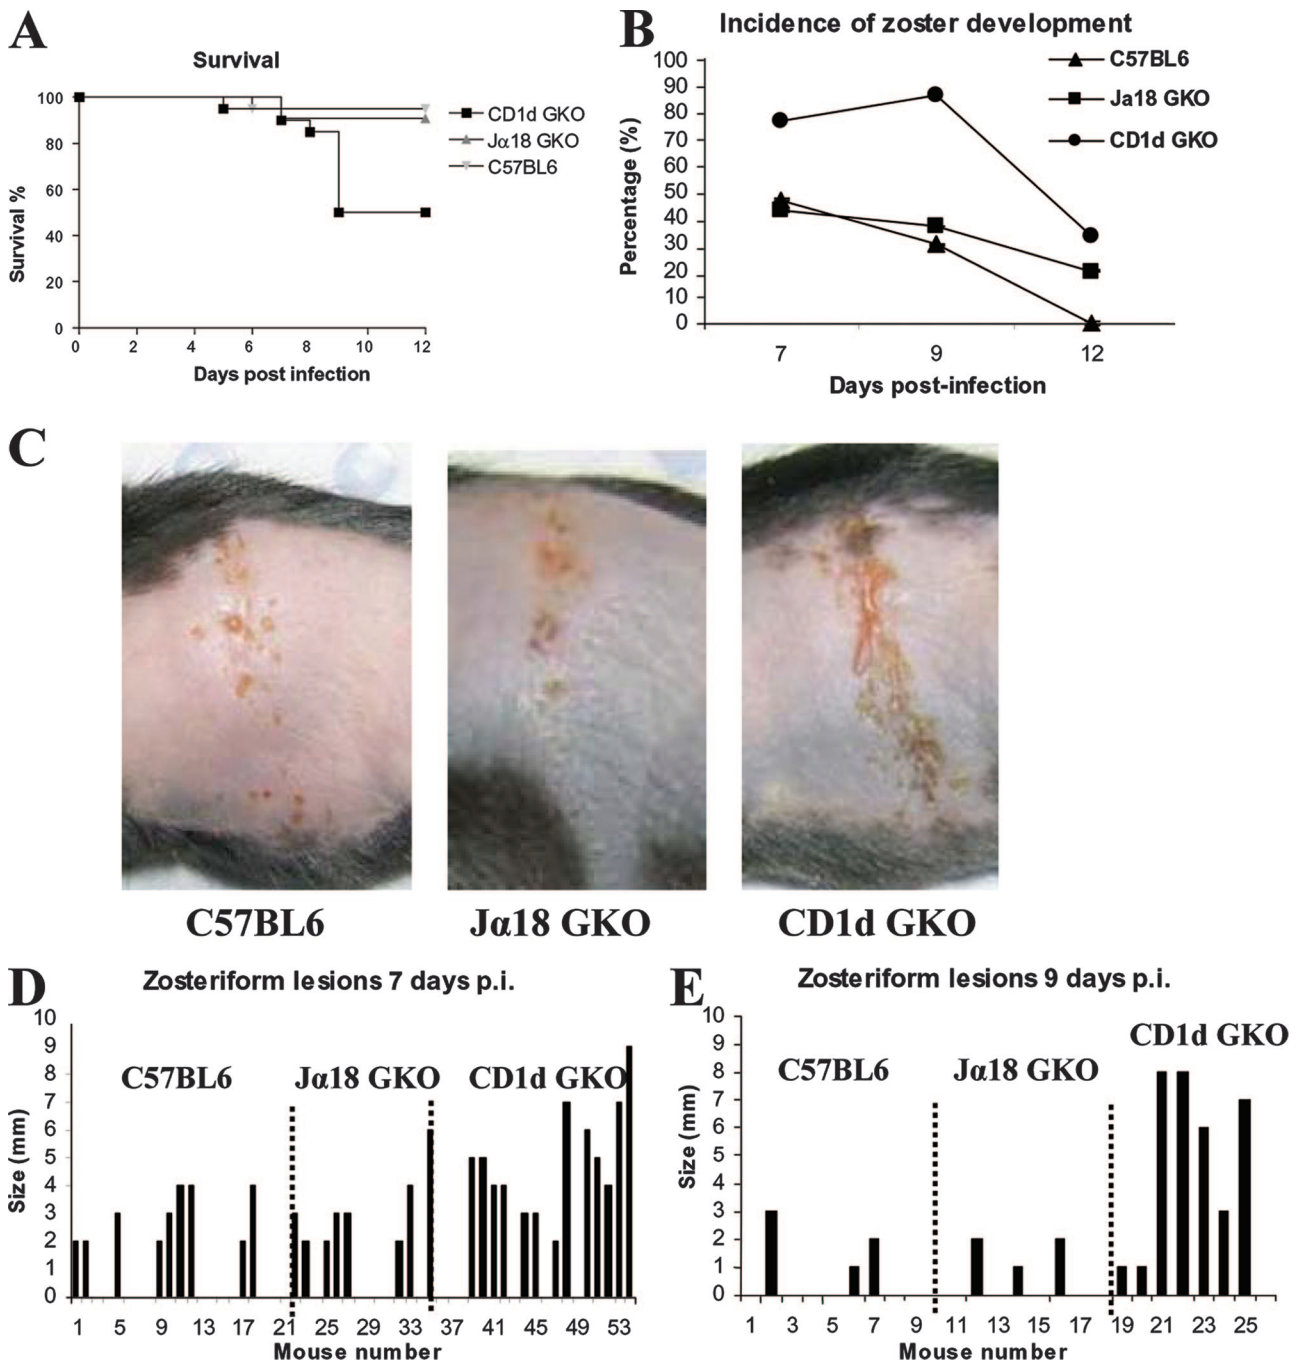 A
Survival
100
80
60
40
20
0
Survival %
0 2 4 6 8 10 12
Days post infection
CD1d GKO
Jα18 GKO
C57BL6
B
Incidence of zoster development
100
90
80
70
60
50
40
30
20
10
0
Percentage (%)
7 9 12
Days post-infection
C57BL6
Ja18 GKO
CD1d GKO
C
C57BL6 Jα18 GKO CD1d GKO
D
Zosteriform lesions 7 days p.i.
10
9
8
7
6
5
4
3
2
1
0
Size (mm)
C57BL6 Jα18 GKO CD1d GKO
1 5 9 13 17 21 25 29 33 37 41 45 49 53
Mouse number
E
Zosteriform lesions 9 days p.i.
10
9
8
7
6
5
4
3
2
1
0
Size (mm)
C57BL6 Jα18 GKO CD1d GKO
1 3 5 7 9 11 13 15 17 19 21 23 25
Mouse number